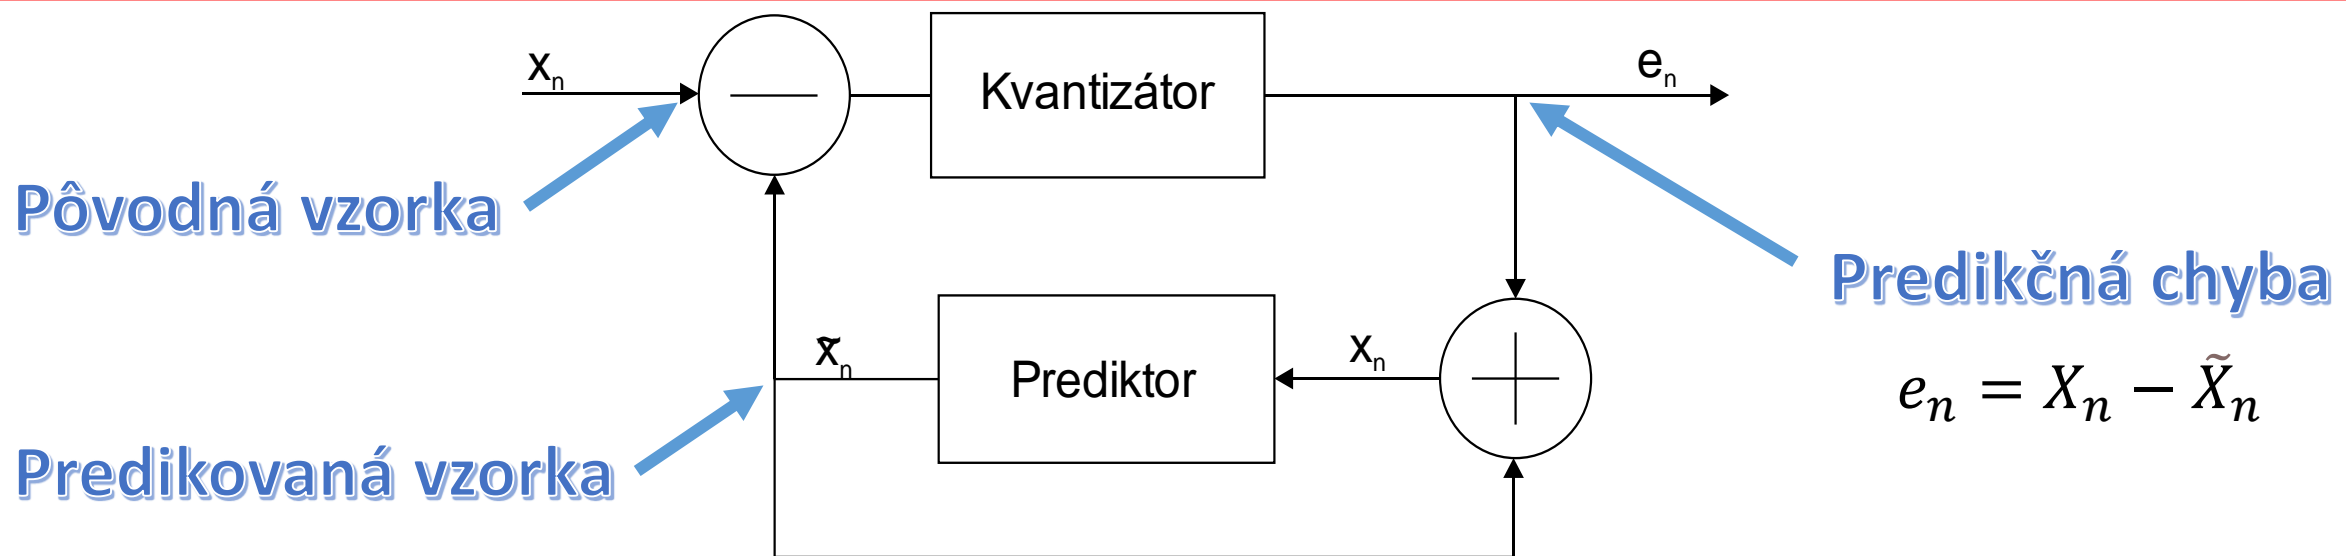 xₙ
Kvantizátor
eₙ
Pôvodná vzorka
Predikčná chyba
x̃ₙ
Prediktor
xₙ
eₙ = Xₙ − X̃ₙ
Predikovaná vzorka